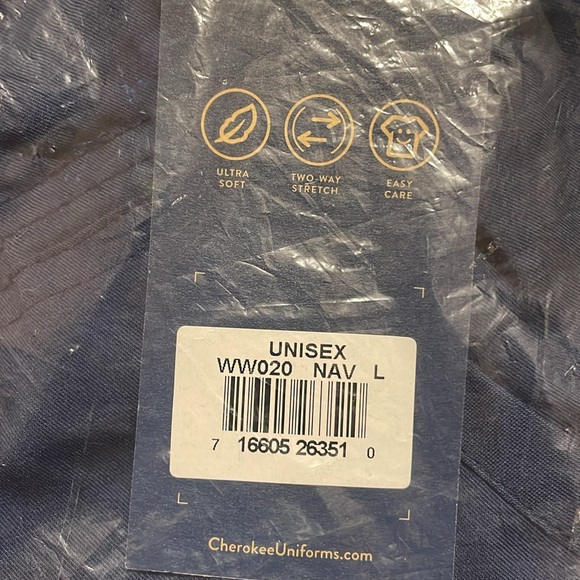 ULTRA
SOFT
TWO-WAY
STRETCH
EASY
CARE
UNISEX
WW020 NAV L
7 16605 26351 0
CherokeeUniforms.com